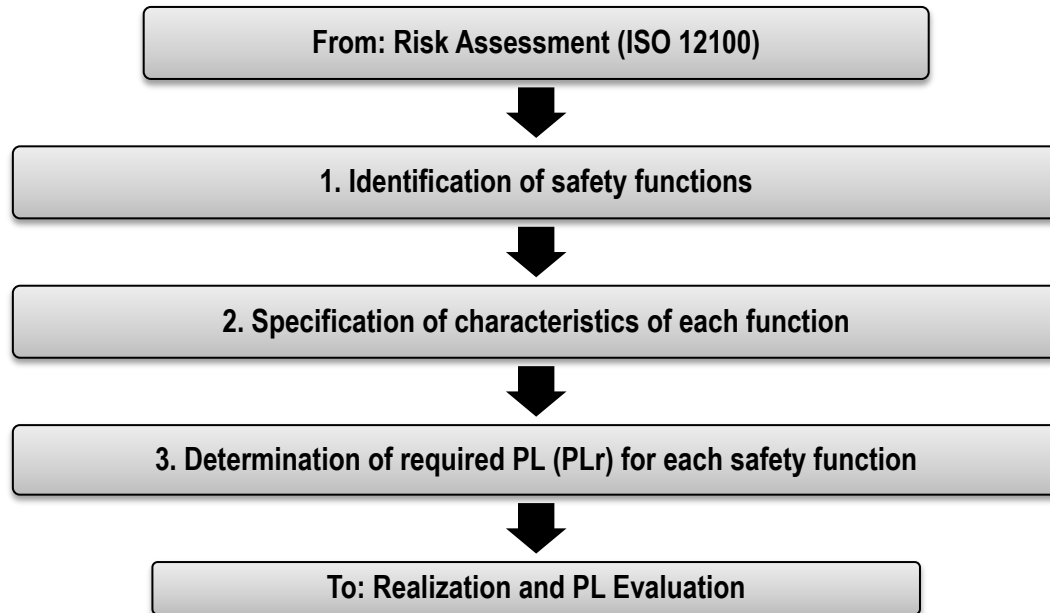 From: Risk Assessment (ISO 12100)
1. Identification of safety functions
2. Specification of characteristics of each function
3. Determination of required PL (PLr) for each safety function
To: Realization and PL Evaluation